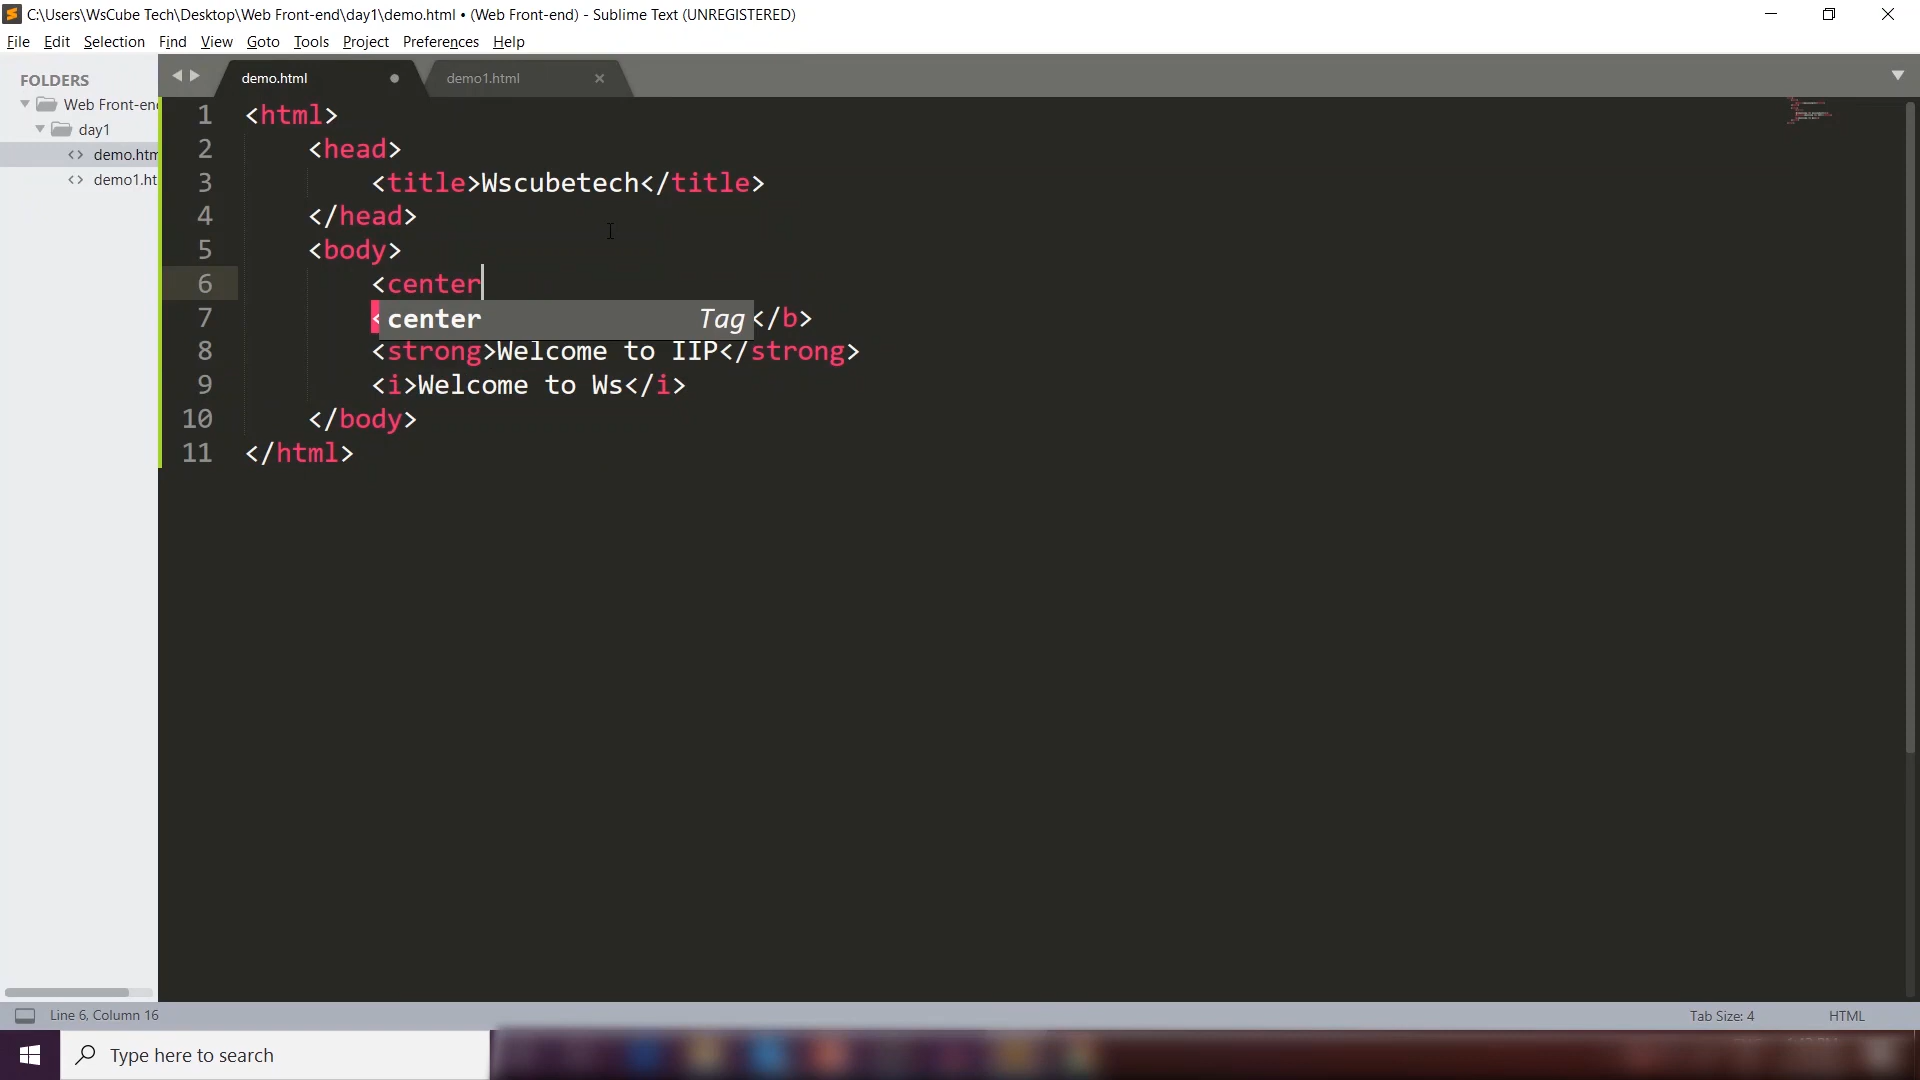 C:\Users\WsCube Tech\Desktop\Web Front-end\day1\demo.html • (Web Front-end) - Sublime Text (UNREGISTERED)
File Edit Selection Find View Goto Tools Project Preferences Help
FOLDERS
Web Front-end
day1
demo.htm
demo1.ht
demo.html demo1.html
1 <html>
2 <head>
3 <title>Wscubetech</title>
4 </head>
5 <body>
6 <center
center Tag
7 < </b>
8 <strong>Welcome to IIP</strong>
9 <i>Welcome to Ws</i>
10 </body>
11 </html>
Line 6, Column 16 Tab Size: 4 HTML
Type here to search